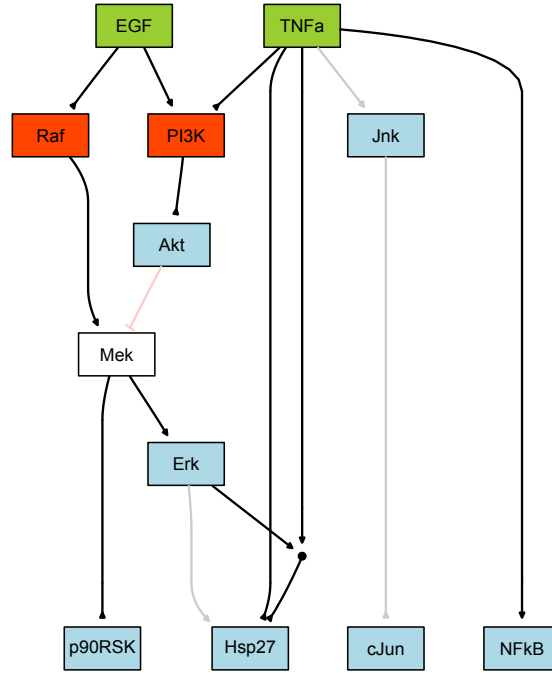 EGF
TNFa
Raf
PI3K
Jnk
Akt
Mek
Erk
p90RSK
Hsp27
cJun
NFkB